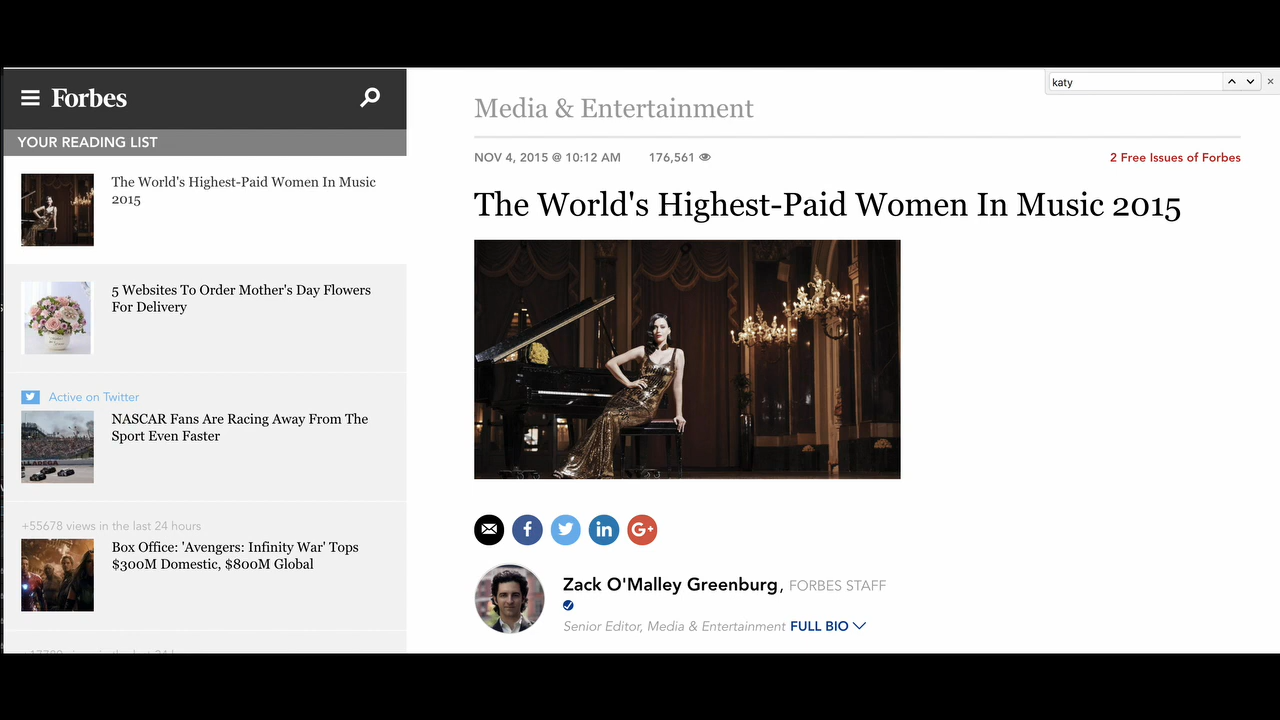 Forbes
YOUR READING LIST
The World's Highest-Paid Women In Music
2015
5 Websites To Order Mother's Day Flowers
For Delivery
Active on Twitter
NASCAR Fans Are Racing Away From The
Sport Even Faster
+55678 views in the last 24 hours
Box Office: 'Avengers: Infinity War' Tops
$300M Domestic, $800M Global
katy
Media & Entertainment
NOV 4, 2015 @ 10:12 AM 176,561
2 Free Issues of Forbes
The World's Highest-Paid Women In Music 2015
Zack O'Malley Greenburg, FORBES STAFF
Senior Editor, Media & Entertainment FULL BIO